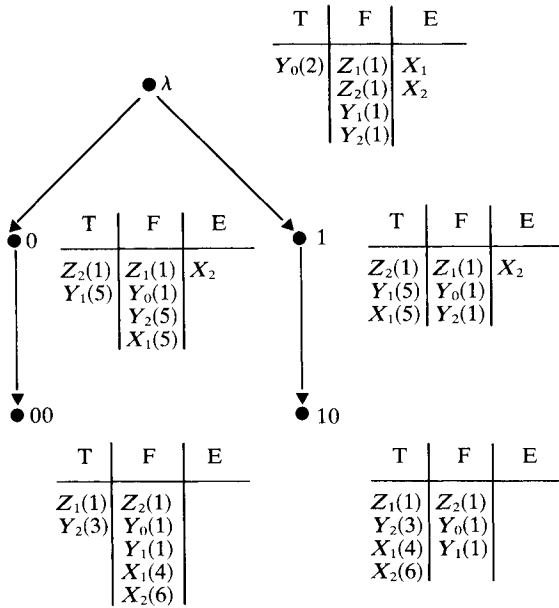 T F E
Y₀(2) Z₁(1) X₁
Z₂(1) X₂
Y₁(1)
Y₂(1)
λ
0
T F E
Z₂(1) Z₁(1) X₂
Y₁(5) Y₀(1)
Y₂(5)
X₁(5)
1
T F E
Z₂(1) Z₁(1) X₂
Y₁(5) Y₀(1)
X₁(5) Y₂(1)
00
T F E
Z₁(1) Z₂(1)
Y₂(3) Y₀(1)
Y₁(1)
X₁(4)
X₂(6)
10
T F E
Z₁(1) Z₂(1)
Y₂(3) Y₀(1)
X₁(4) Y₁(1)
X₂(6)